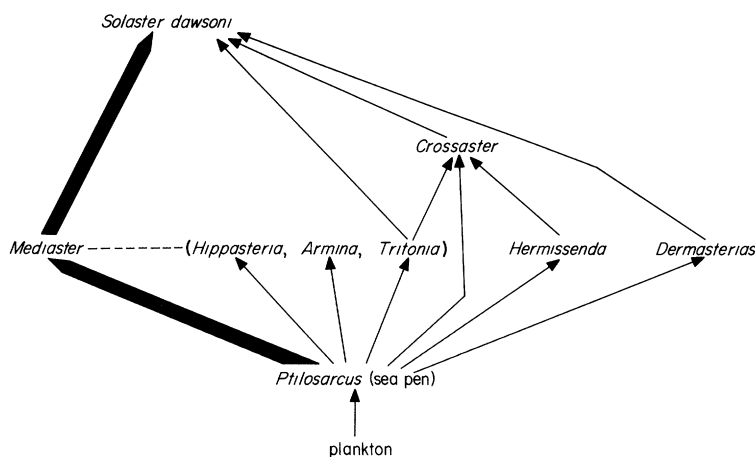 Solaster dawsoni
Crossaster
Mediaster (Hippasteria, Armina, Tritonia) Hermissenda Dermasterias
Ptilosarcus (sea pen)
plankton